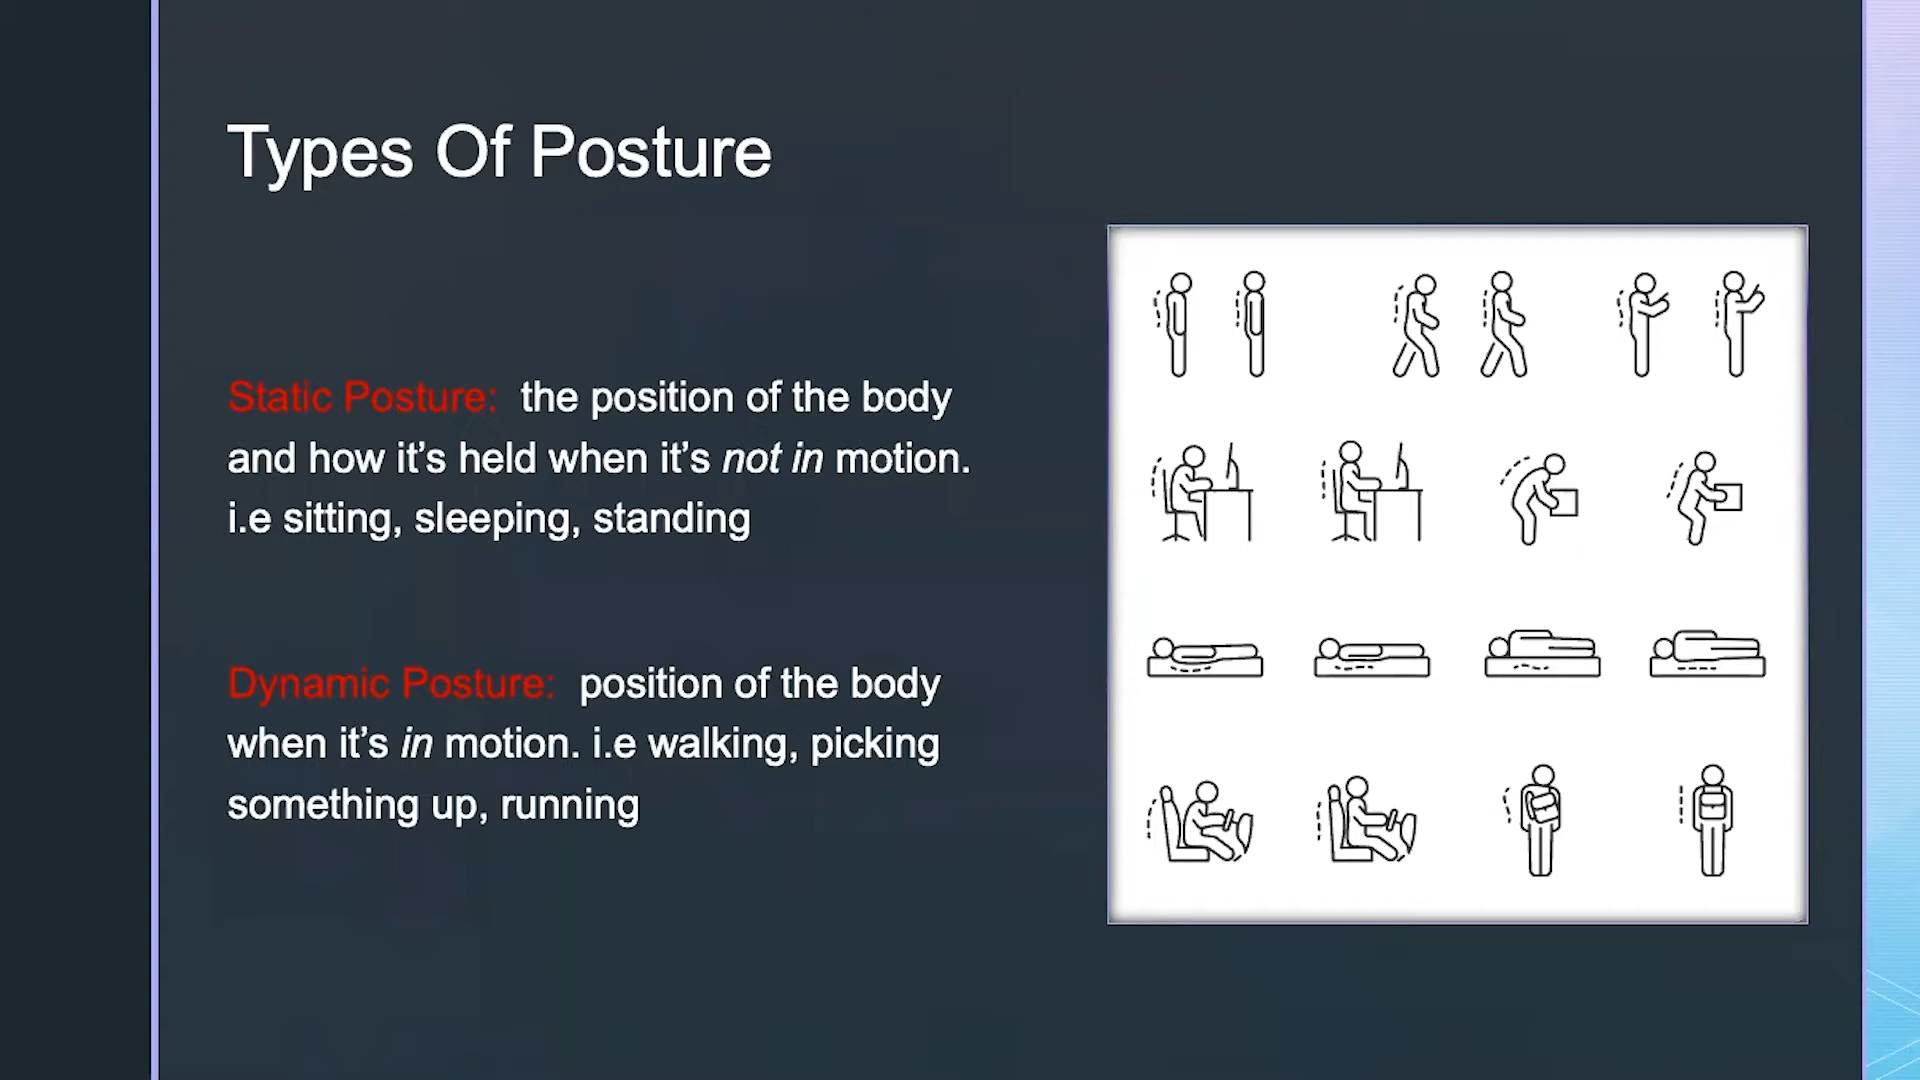 Types Of Posture
Static Posture: the position of the body
and how it’s held when it’s not in motion.
i.e sitting, sleeping, standing
Dynamic Posture: position of the body
when it’s in motion. i.e walking, picking
something up, running